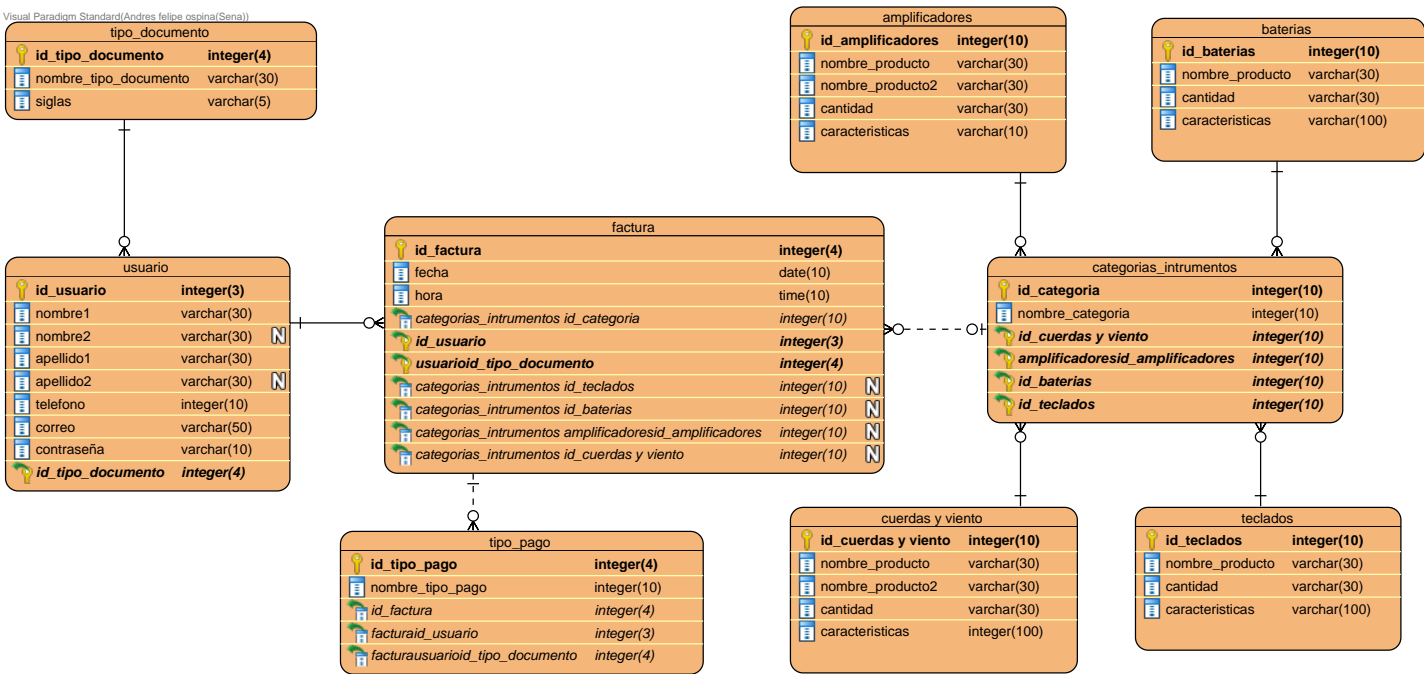 Visual Paradigm Standard(Andres felipe ospina(Sena))
tipo_documento
id_tipo_documento integer(4)
nombre_tipo_documento varchar(30)
siglas varchar(5)
amplificadores
id_amplificadores integer(10)
nombre_producto varchar(30)
nombre_producto2 varchar(30)
cantidad varchar(30)
caracteristicas varchar(10)
baterias
id_baterias integer(10)
nombre_producto varchar(30)
cantidad varchar(30)
caracteristicas varchar(100)
usuario
id_usuario integer(3)
nombre1 varchar(30)
nombre2 varchar(30) N
apellido1 varchar(30)
apellido2 varchar(30) N
telefono integer(10)
correo varchar(50)
contraseña varchar(10)
id_tipo_documento integer(4)
factura
id_factura integer(4)
fecha date(10)
hora time(10)
categorias_intrumentos id_categoria integer(10)
id_usuario integer(3)
usuarioid_tipo_documento integer(4)
categorias_intrumentos id_teclados integer(10) N
categorias_intrumentos id_baterias integer(10) N
categorias_intrumentos amplificadoresid_amplificadores integer(10) N
categorias_intrumentos id_cuerdas y viento integer(10) N
categorias_intrumentos
id_categoria integer(10)
nombre_categoria integer(10)
id_cuerdas y viento integer(10)
amplificadoresid_amplificadores integer(10)
id_baterias integer(10)
id_teclados integer(10)
tipo_pago
id_tipo_pago integer(4)
nombre_tipo_pago integer(10)
id_factura integer(4)
facturaid_usuario integer(3)
facturausuarioid_tipo_documento integer(4)
cuerdas y viento
id_cuerdas y viento integer(10)
nombre_producto varchar(30)
nombre_producto2 varchar(30)
cantidad varchar(30)
caracteristicas integer(100)
teclados
id_teclados integer(10)
nombre_producto varchar(30)
cantidad varchar(30)
caracteristicas varchar(100)